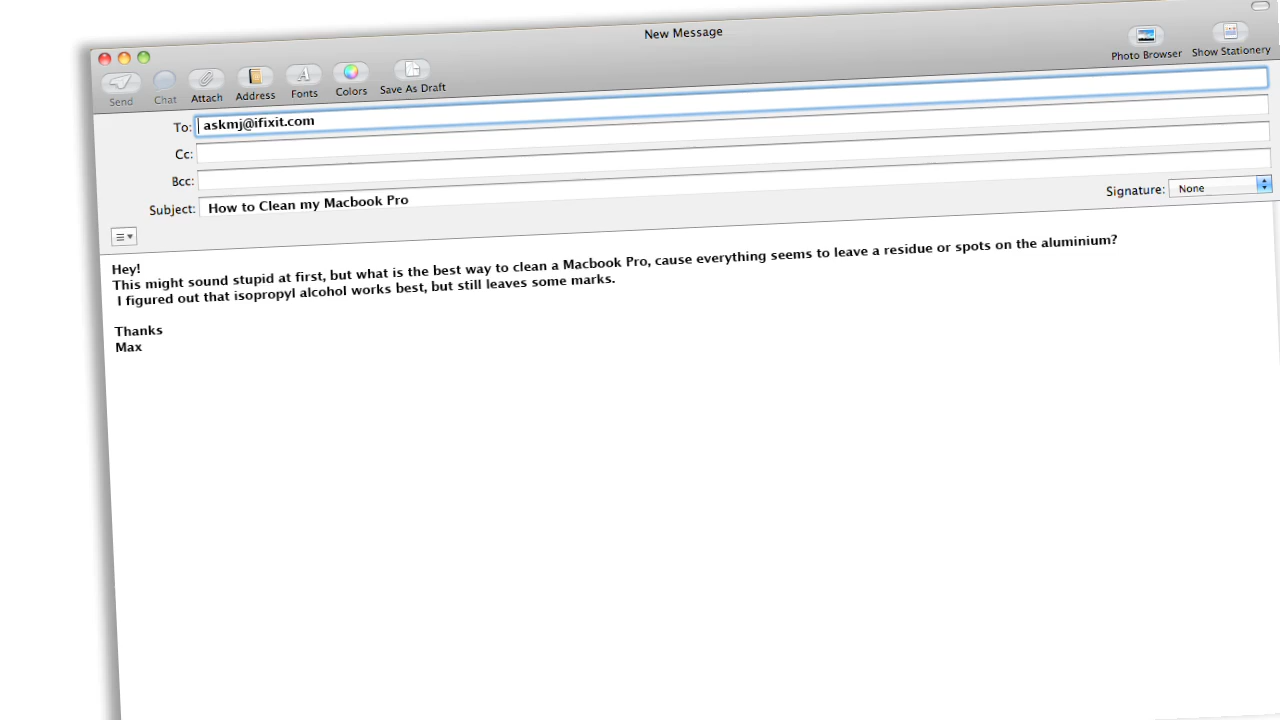 New Message
Send Chat Attach Address Fonts Colors Save As Draft Photo Browser Show Stationery
To: askmj@ifixit.com
Cc:
Bcc:
Subject: How to Clean my Macbook Pro
Signature: None
Hey!
This might sound stupid at first, but what is the best way to clean a Macbook Pro, cause everything seems to leave a residue or spots on the aluminium?
I figured out that isopropyl alcohol works best, but still leaves some marks.
Thanks
Max